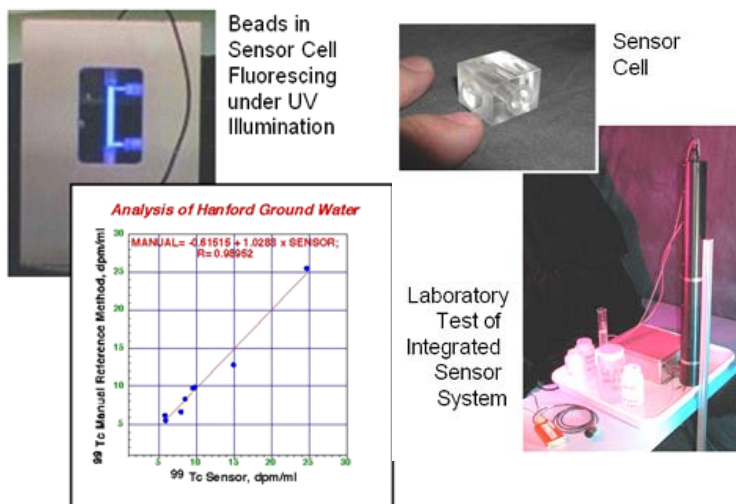 Beads in
Sensor Cell
Fluorescing
under UV
Illumination
Sensor
Cell
Analysis of Hanford Ground Water
MANUAL= -0.61515 + 1.0283 x SENSOR;
R= 0.98952
99 Tc Manual Reference Method, dpm/ml
30
25
20
15
10
5
5
10
15
20
25
30
99 Tc Sensor, dpm/ml
Laboratory
Test of
Integrated
Sensor
System